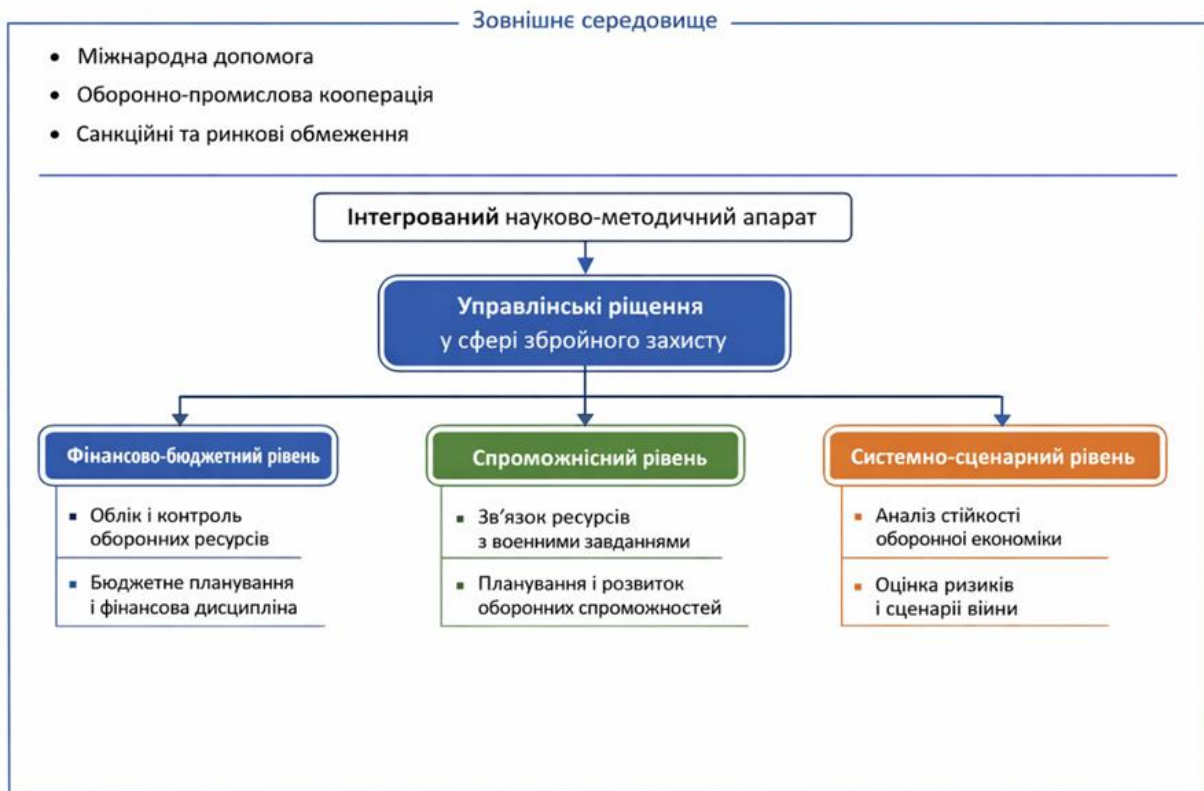 Зовнішнє середовище
• Міжнародна допомога
• Оборонно-промислова кооперація
• Санкційні та ринкові обмеження
Інтегрований науково-методичний апарат
Управлінські ріщення
у сфері збройного захисту
Фінансово-бюджетний рівень
▪ Облік і контроль
оборонних ресурсів
▪ Бюджетне планування
і фінансова дисципліна
Спроможнісний рівень
▪ Зв'язок ресурсів
з военними завданнями
▪ Планування і розвиток
оборонних спроможностей
Системно-сценарний рівень
▪ Аналіз стійкості
оборонної економіки
▪ Оцінка ризиків
і сценаріі віини